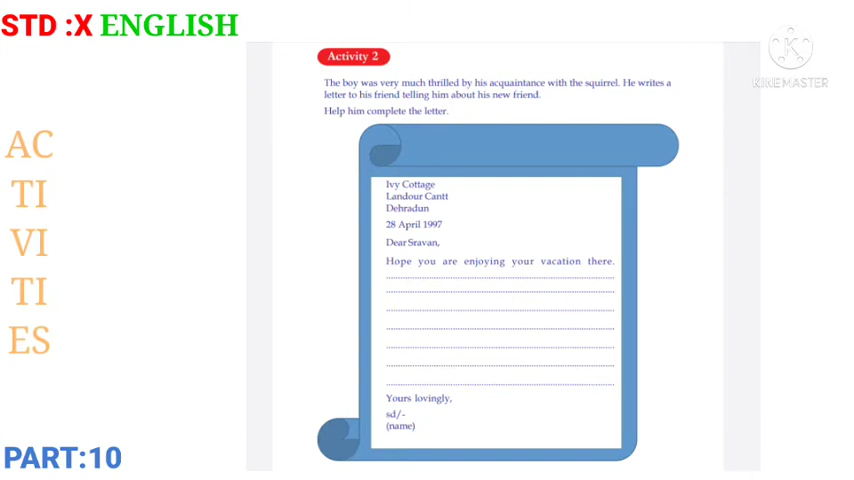 STD :X ENGLISH
AC
TI
VI
TI
ES
PART:10
Activity 2
The boy was very much thrilled by his acquaintance with the squirrel. He writes a
letter to his friend telling him about his new friend.
Help him complete the letter.
Ivy Cottage
Landour Cantt
Dehradun
28 April 1997
Dear Sravan,
Hope you are enjoying your vacation there.
Yours lovingly,
sd/-
(name)
K
KINEMASTER